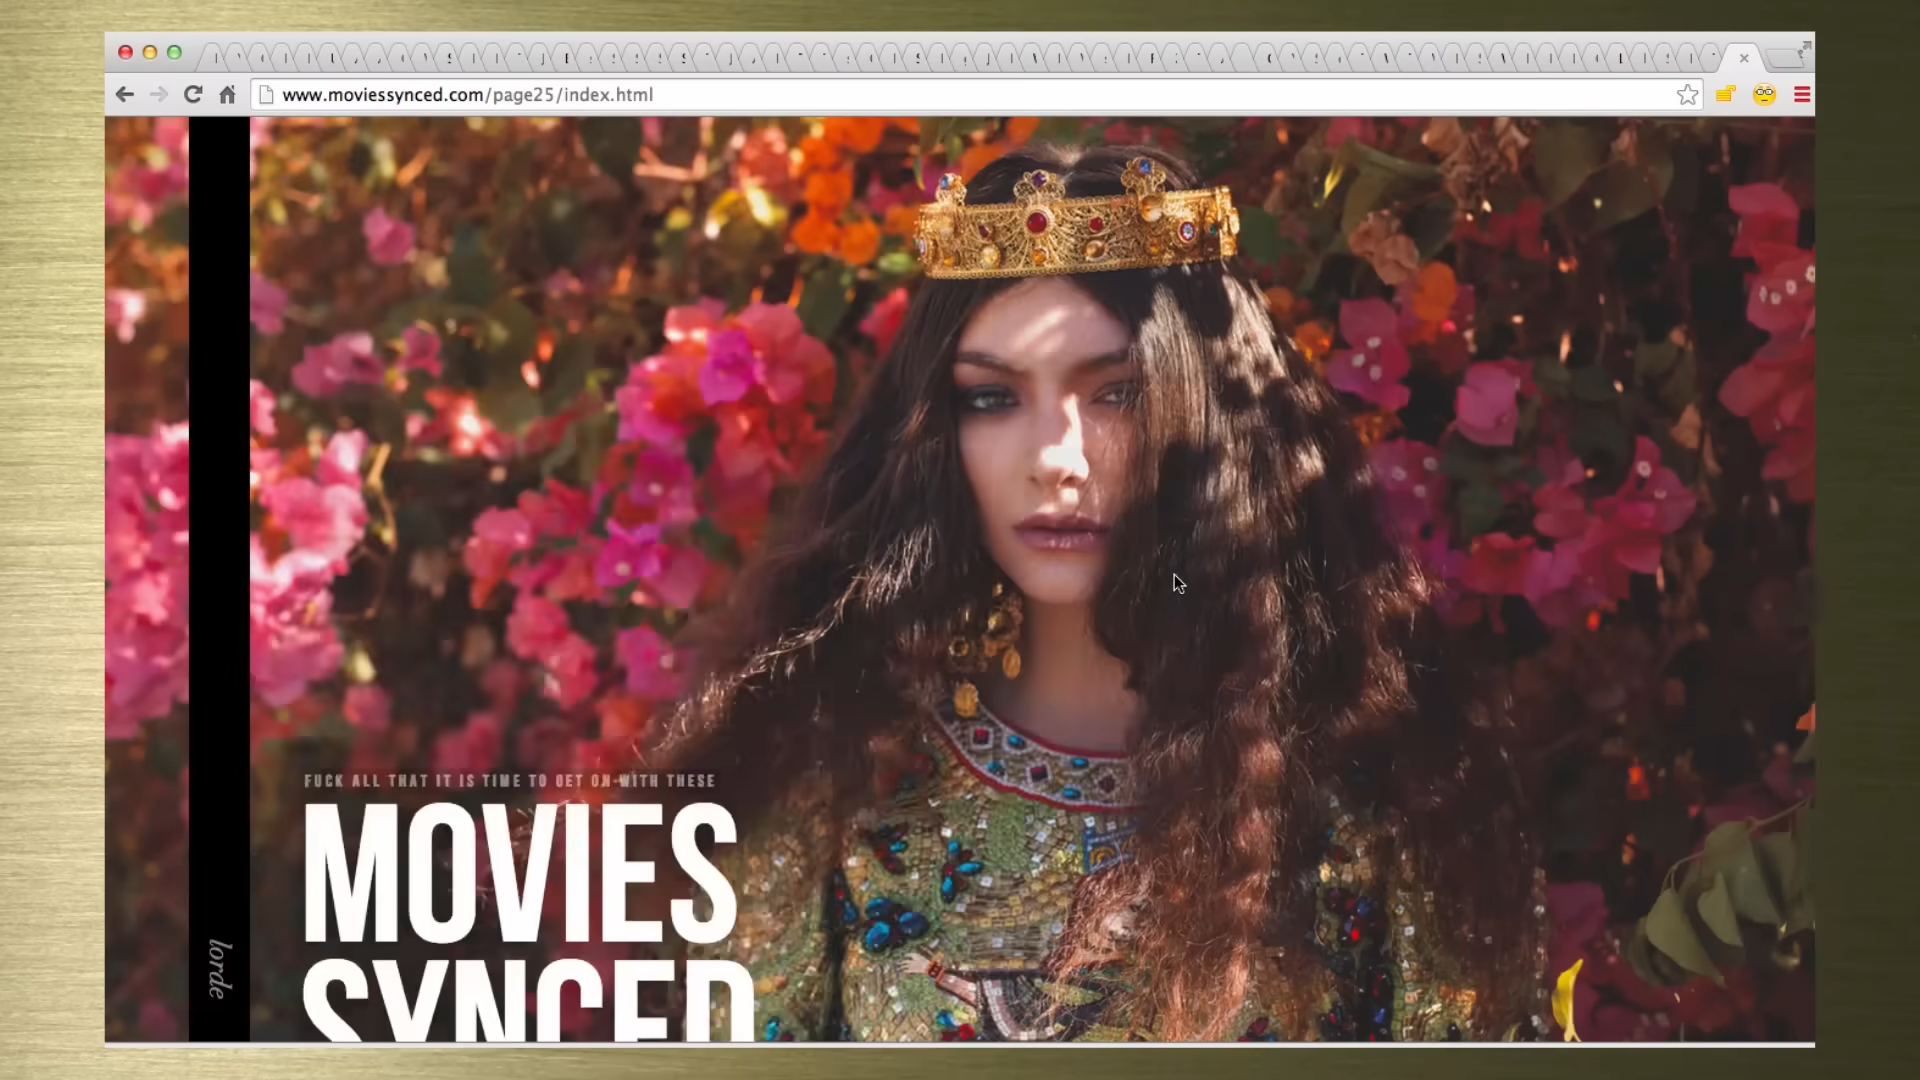 www.moviessynced.com/page25/index.html
FUCK ALL THAT IT IS TIME TO GET ON WITH THESE
MOVIES
SYNCED
lorde